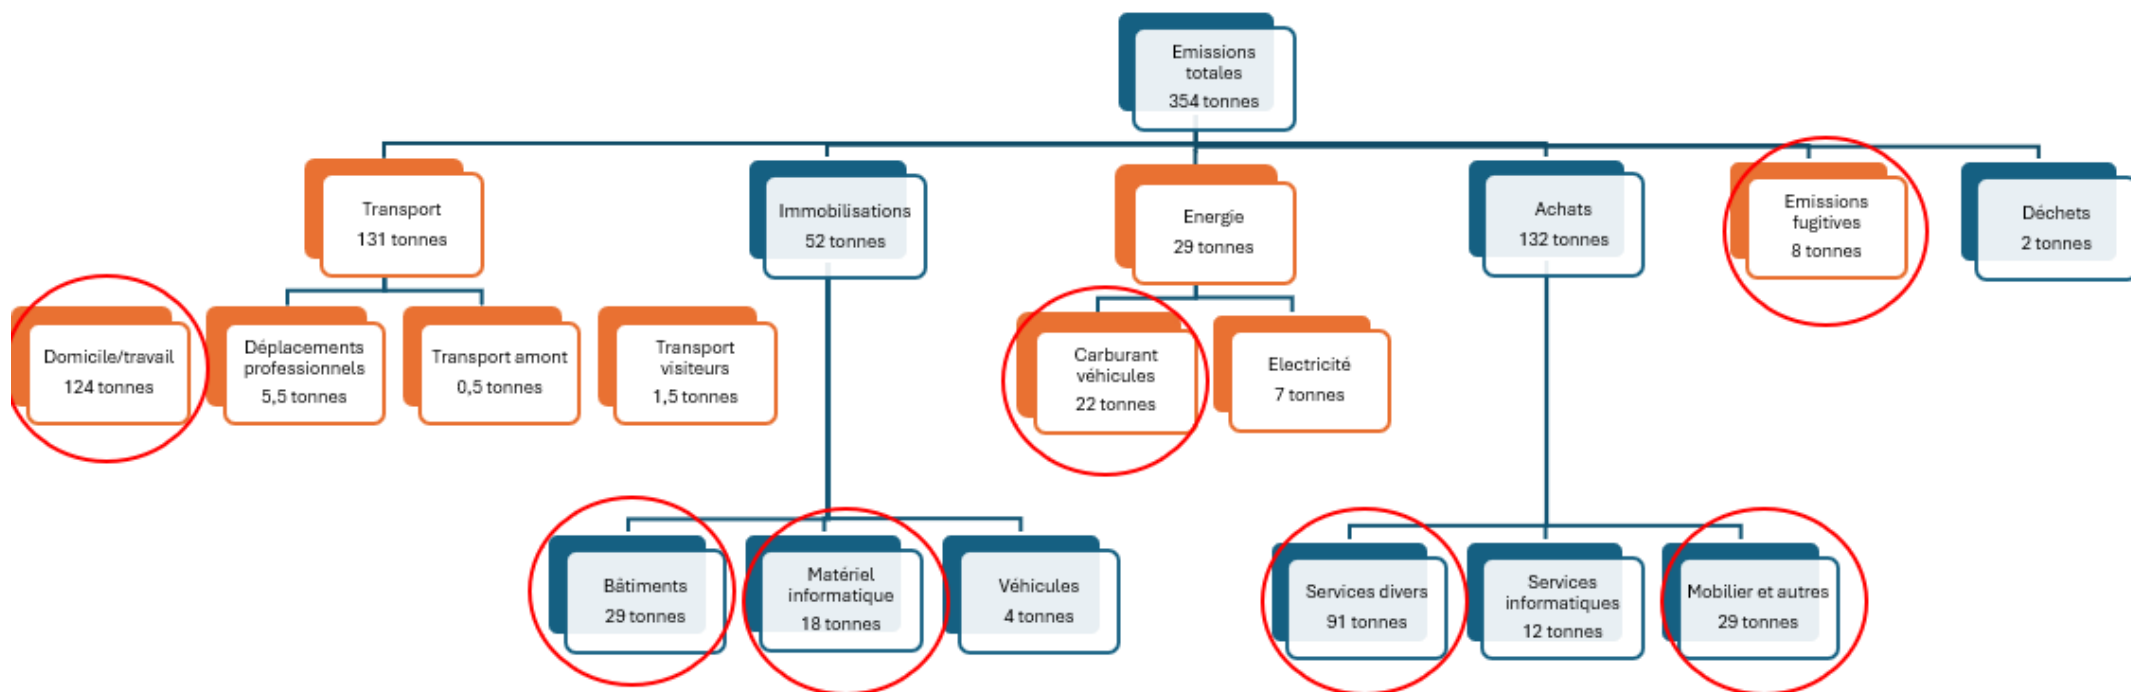 Emissions
totales
354 tonnes
Transport
131 tonnes
Immobilisations
52 tonnes
Energie
29 tonnes
Achats
132 tonnes
Emissions
fugitives
8 tonnes
Déchets
2 tonnes
Domicile/travail
124 tonnes
Déplacements
professionnels
5,5 tonnes
Transport amont
0,5 tonnes
Transport
visiteurs
1,5 tonnes
Carburant
véhicules
22 tonnes
Electricité
7 tonnes
Bâtiments
29 tonnes
Matériel
informatique
18 tonnes
Véhicules
4 tonnes
Services divers
91 tonnes
Services
informatiques
12 tonnes
Mobilier et autres
29 tonnes